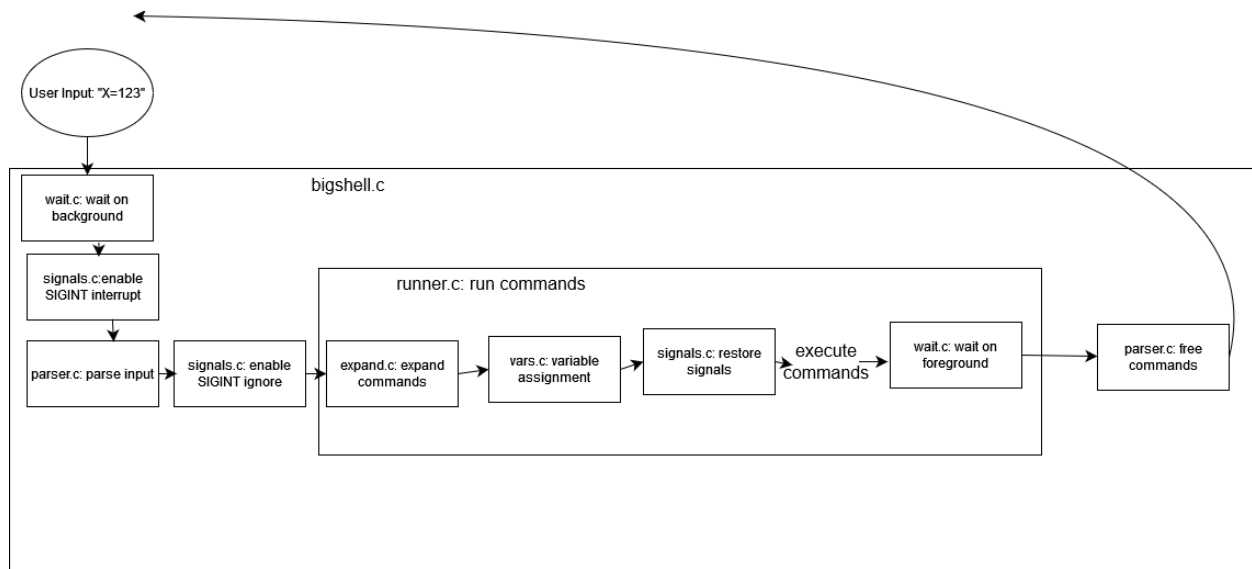 User Input: "X=123"
bigshell.c
wait.c: wait on
background
signals.c:enable
SIGINT interrupt
parser.c: parse input
signals.c: enable
SIGINT ignore
runner.c: run commands
expand.c: expand
commands
vars.c: variable
assignment
signals.c: restore
signals
execute
commands
wait.c: wait on
foreground
parser.c: free
commands